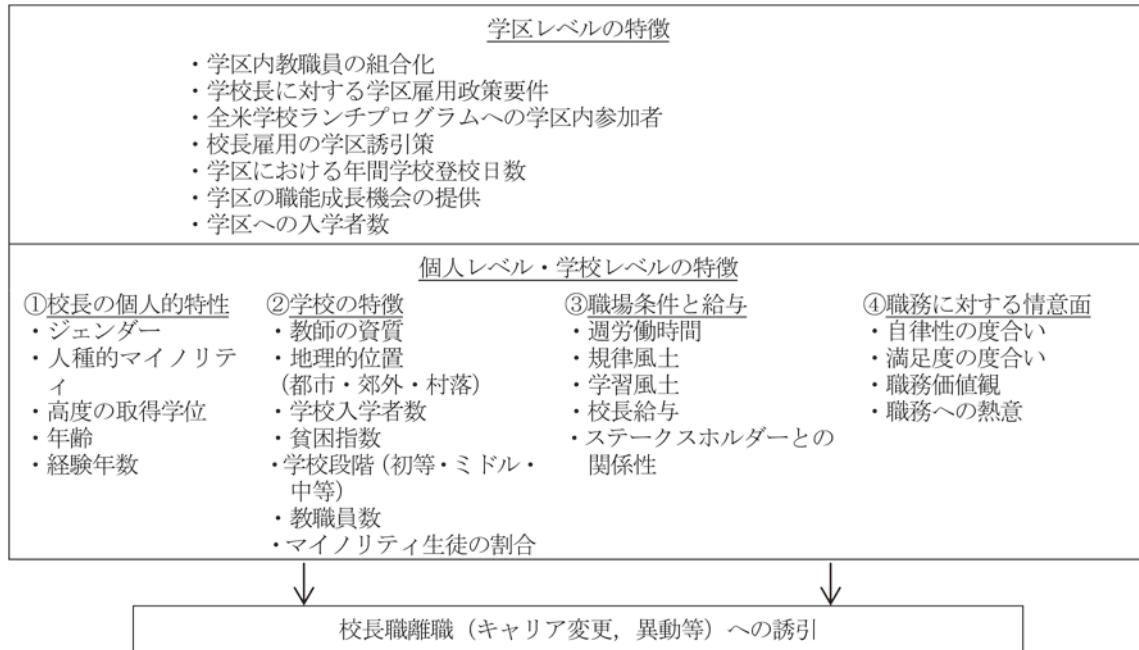 学区レベルの特徴
・学区内教職員の組合化
・学校長に対する学区雇用政策要件
・全米学校ランチプログラムへの学区内参加者
・校長雇用の学区誘引策
・学区における年間学校登校日数
・学区の職能成長機会の提供
・学区への入学者数
個人レベル・学校レベルの特徴
①校長の個人的特性
・ジェンダー
・人種的マイノリテ
ィ
・高度の取得学位
・年齢
・経験年数
②学校の特徴
・教師の資質
・地理的位置
（都市・郊外・村落）
・学校入学者数
・貧困指数
・学校段階（初等・ミドル・
中等）
・教職員数
・マイノリティ生徒の割合
③職場条件と給与
・週労働時間
・規律風土
・学習風土
・校長給与
・ステークスホルダーとの
関係性
④職務に対する情意面
・自律性の度合い
・満足度の度合い
・職務価値観
・職務への熱意
校長職離職（キャリア変更，異動等）への誘引